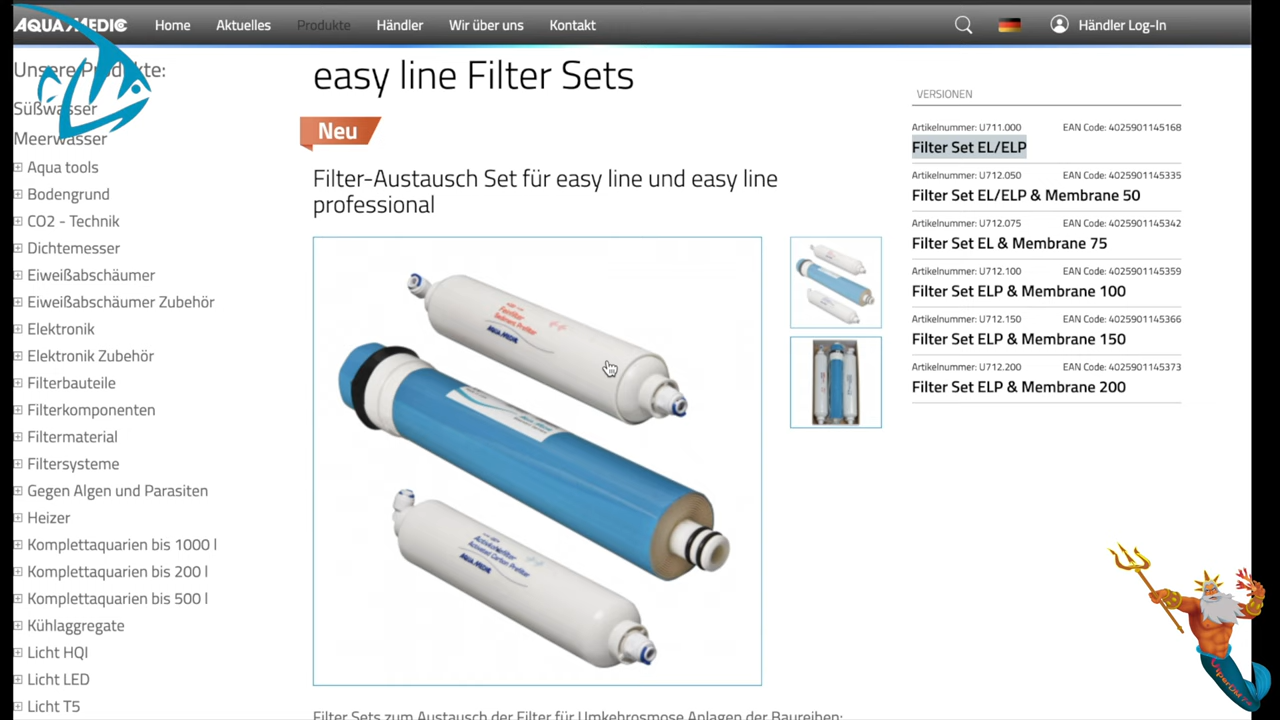 AQUA MEDIC
Home
Aktuelles
Produkte
Händler
Wir über uns
Kontakt
Händler Log-In
Unsere Produkte:
Süßwasser
Meerwasser
Aqua tools
Bodengrund
CO2 - Technik
Dichtemesser
Eiweißabschäumer
Eiweißabschäumer Zubehör
Elektronik
Elektronik Zubehör
Filterbauteile
Filterkomponenten
Filtermaterial
Filtersysteme
Gegen Algen und Parasiten
Heizer
Komplettaquarien bis 1000 l
Komplettaquarien bis 200 l
Komplettaquarien bis 500 l
Kühlaggregate
Licht HQI
Licht LED
Licht T5
easy line Filter Sets
Neu
Filter-Austausch Set für easy line und easy line
professional
Filter Sets zum Austausch der Filter für Umkehrosmose Anlagen der Baureihen:
VERSIONEN
Artikelnummer: U711.000 EAN Code: 4025901145168
Filter Set EL/ELP
Artikelnummer: U712.050 EAN Code: 4025901145335
Filter Set EL/ELP & Membrane 50
Artikelnummer: U712.075 EAN Code: 4025901145342
Filter Set EL & Membrane 75
Artikelnummer: U712.100 EAN Code: 4025901145359
Filter Set ELP & Membrane 100
Artikelnummer: U712.150 EAN Code: 4025901145366
Filter Set ELP & Membrane 150
Artikelnummer: U712.200 EAN Code: 4025901145373
Filter Set ELP & Membrane 200